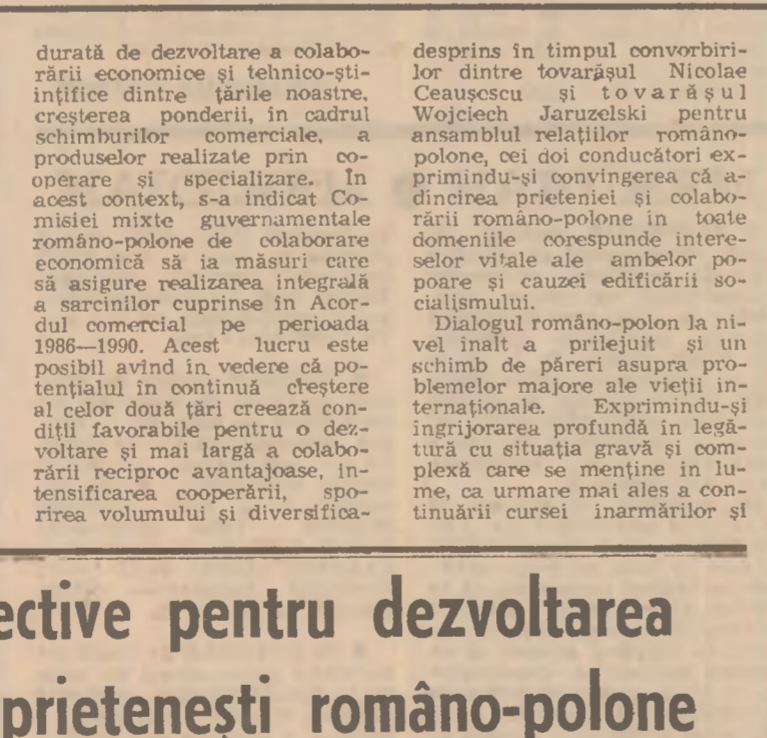 durată de dezvoltare a colabo-
rării economice și tehnico-ști-
ințifice dintre țările noastre,
creșterea ponderii, în cadrul
schimburilor comerciale, a
produselor realizate prin co-
operare și specializare. În
acest context, s-a indicat Co-
misiei mixte guvernamentale
româno-polone de colaborare
economică să ia măsuri care
să asigure realizarea integrală
a sarcinilor cuprinse în Acor-
dul comercial pe perioada
1986—1990. Acest lucru este
posibil avînd în vedere că po-
tențialul în continuă creștere
al celor două țări creează con-
diții favorabile pentru o dez-
voltare și mai largă a colabo-
rării reciproc avantajoase, in-
tensificarea cooperării, spo-
rirea volumului și diversifica-
desprins în timpul convorbiri-
lor dintre tovarășul Nicolae
Ceaușescu și tovarășul
Wojciech Jaruzelski pentru
ansamblul relațiilor româno-
polone, cei doi conducători ex-
primindu-și convingerea că a-
dîncirea prieteniei și colabo-
rării româno-polone în toate
domeniile corespunde intere-
selor vitale ale ambelor po-
poare și cauzei edificării so-
cialismului.
Dialogul româno-polon la ni-
vel înalt a prilejuit și un
schimb de păreri asupra pro-
blemelor majore ale vieții in-
ternaționale. Exprimindu-și
îngrijorarea profundă în legă-
tură cu situația gravă și com-
plexă care se menține în lu-
me, ca urmare mai ales a con-
tinuării cursei înarmărilor și
ective pentru dezvoltarea
prietenești româno-polone